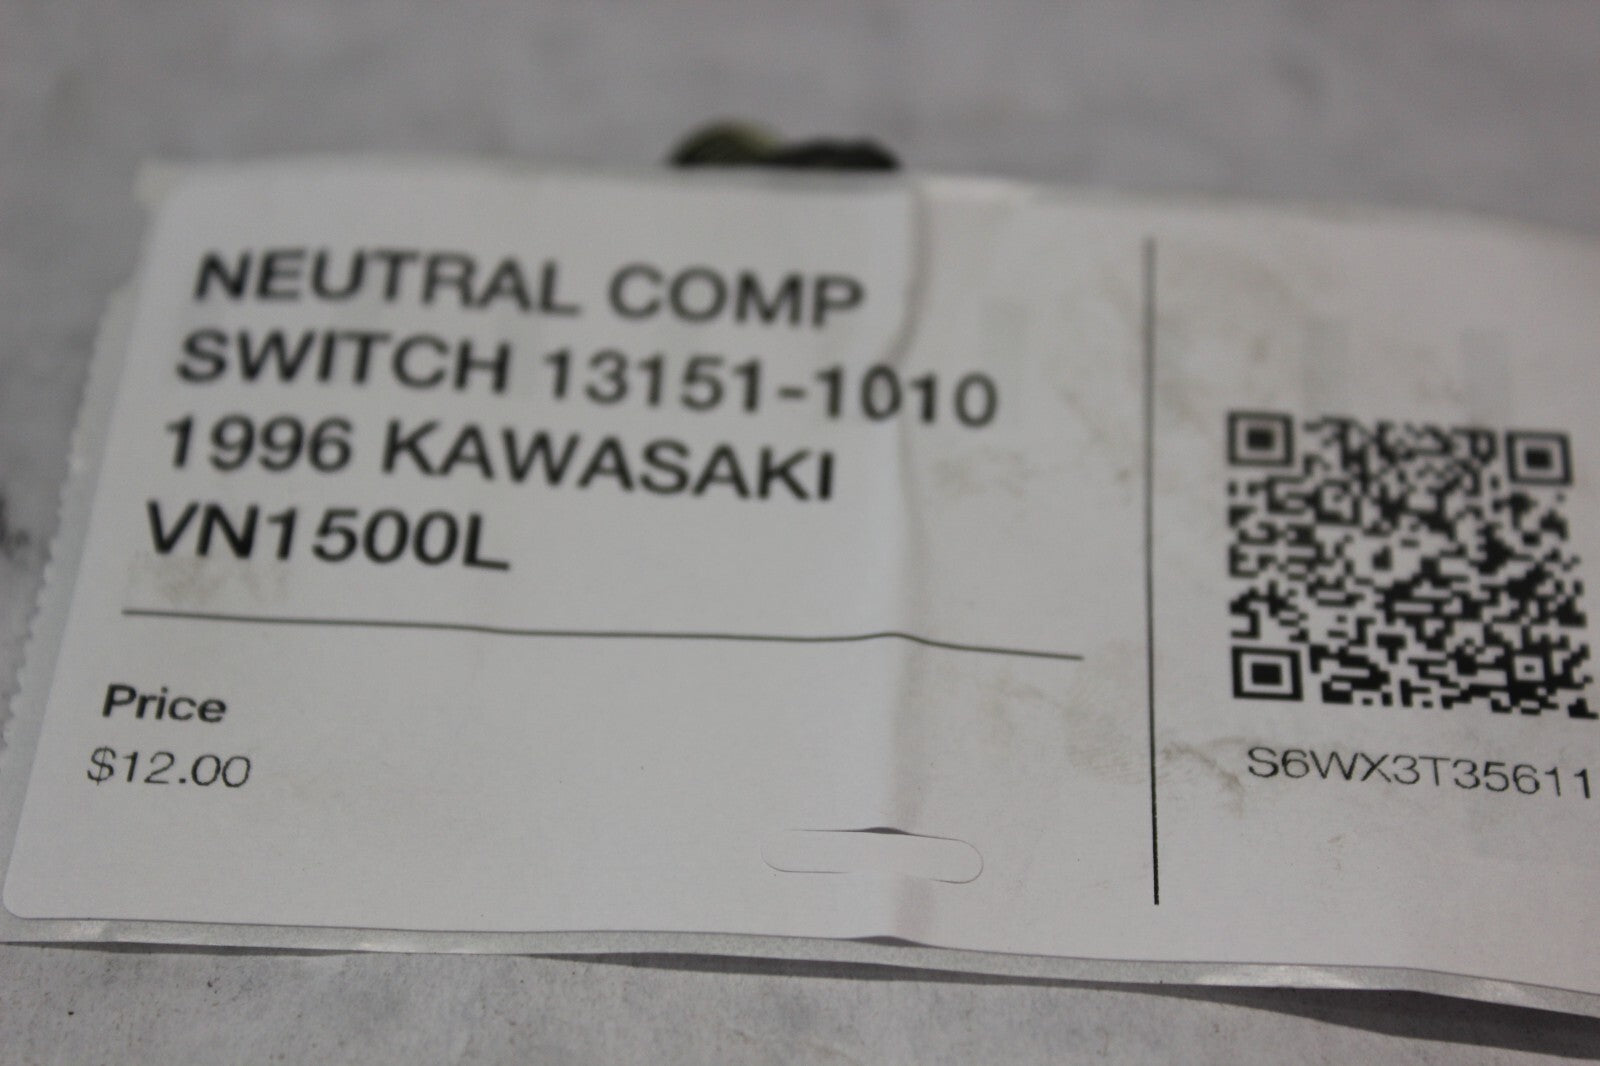 NEUTRAL COMP
SWITCH 13151-1010
1996 KAWASAKI
VN1500L
Price
$12.00
S6WX3T35611